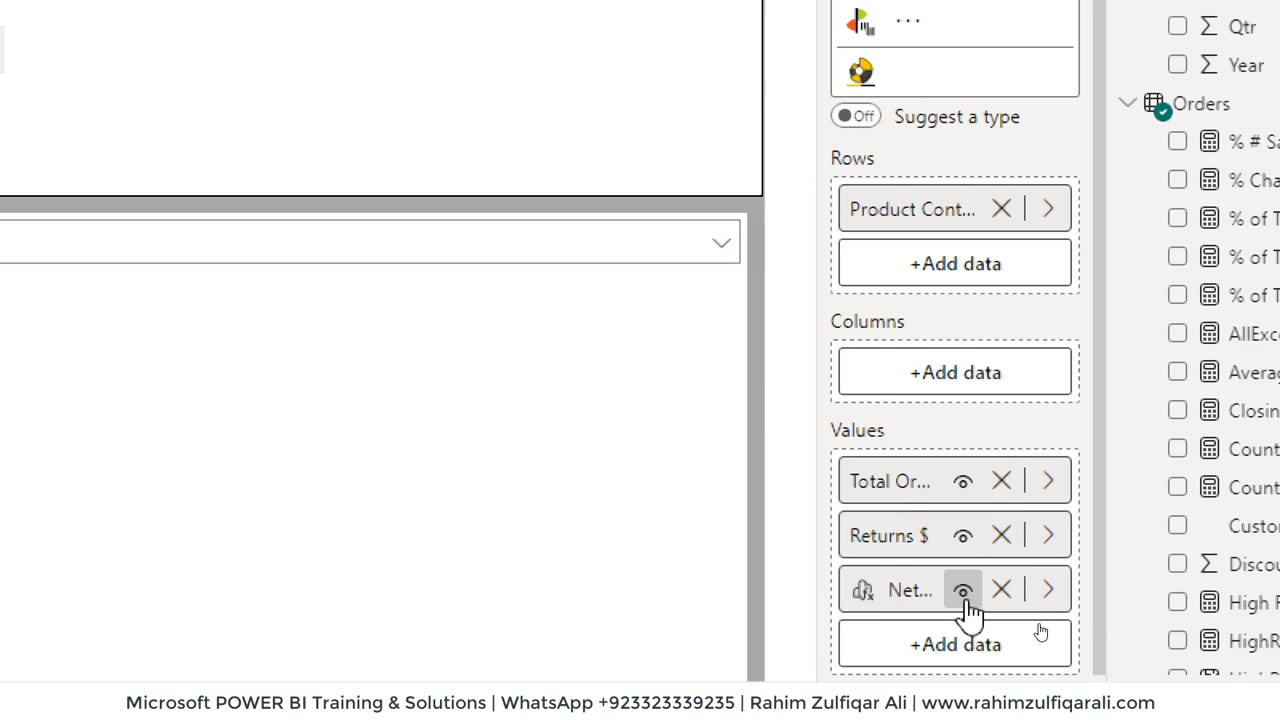 ...
Off Suggest a type
Rows
Product Cont...
+Add data
Columns
+Add data
Values
Total Or...
Returns $
Net...
+Add data
Σ Qtr
Σ Year
Orders
% # Sa
% Cha
% of T
% of T
% of T
AllExce
Averag
Closin
Count
Count
Custo
Σ Discou
High F
HighR
Microsoft POWER BI Training & Solutions | WhatsApp +923323339235 | Rahim Zulfiqar Ali | www.rahimzulfiqarali.com